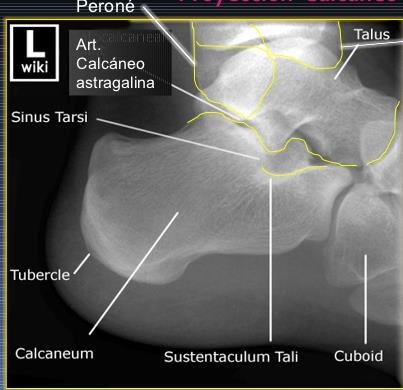 Peroné
Proyección Calcáneo
L
wiki
Art.
Calcáneo
astragalina
Talus
Sinus Tarsi
Tubercle
Calcaneum
Sustentaculum Tali
Cuboid